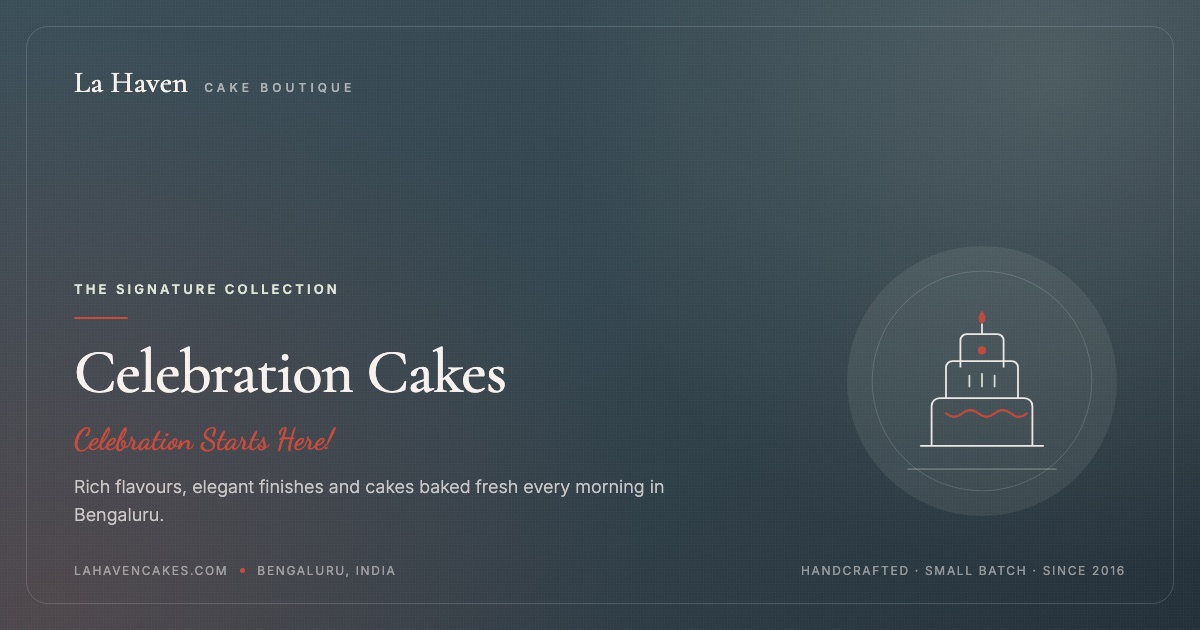 La Haven CAKE BOUTIQUE
THE SIGNATURE COLLECTION
Celebration Cakes
Celebration Starts Here!
Rich flavours, elegant finishes and cakes baked fresh every morning in
Bengaluru.
LAHAVENCAKES.COM • BENGALURU, INDIA
HANDCRAFTED · SMALL BATCH · SINCE 2016